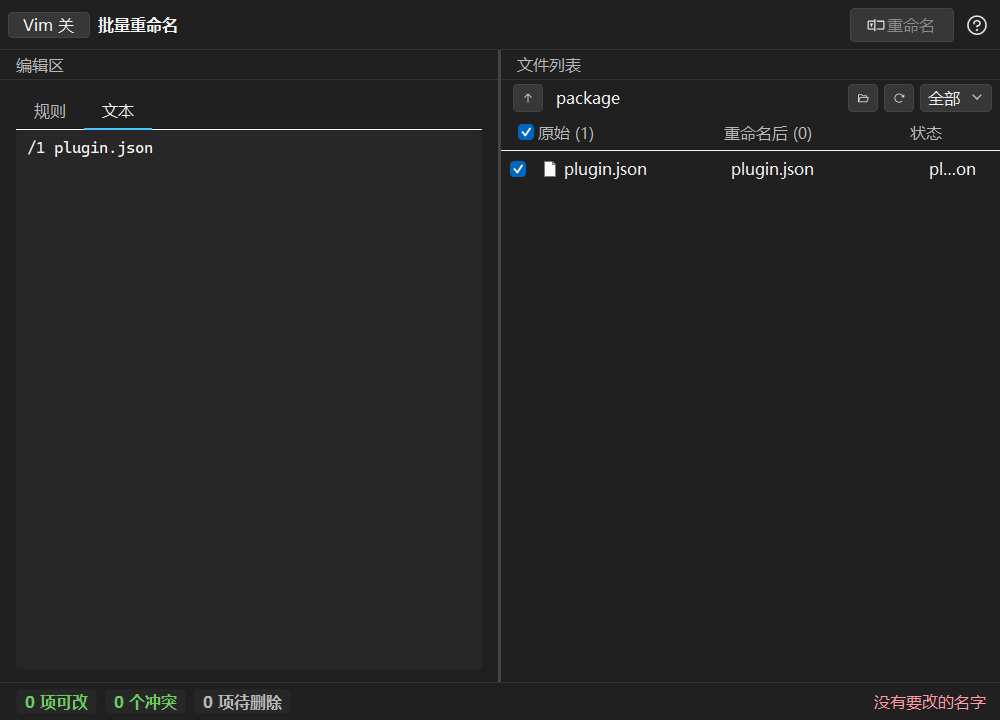 Vim 关 批量重命名 重命名
编辑区
规则 文本
/1 plugin.json
文件列表
package 全部
原始 (1) 重命名后 (0) 状态
plugin.json plugin.json pl...on
0 项可改 0 个冲突 0 项待删除 没有要改的名字